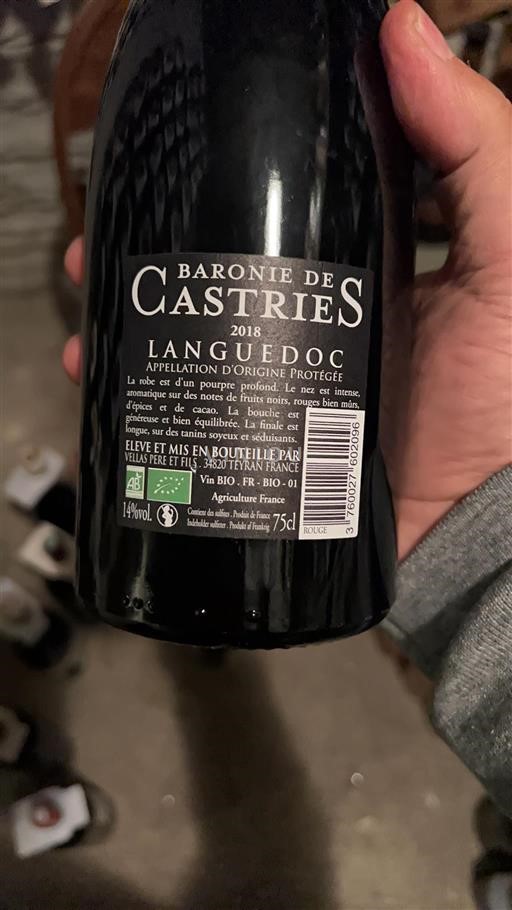 BARONIE DE
CASTRIES
2018
LANGUEDOC
APPELLATION D'ORIGINE PROTÉGÉE
La robe est d'un pourpre profond. Le nez est intense,
aromatique sur des notes de fruits noirs, rouges bien mûrs,
d'épices et de cacao. La bouche est
généreuse et bien équilibrée. La finale est
longue, sur des tanins soyeux et séduisants.
ELEVE ET MIS EN BOUTEILLE PAR
VELLAS PERE ET FILS . 34820 TEYRAN FRANCE
AB
Vin BIO . FR - BIO - 01
Agriculture France
14%vol.
Contient des sulfites . Produit de France
Indeholder sulfitter . Produkt af Frankrig
75cl
ROUGE
3 760027 602096